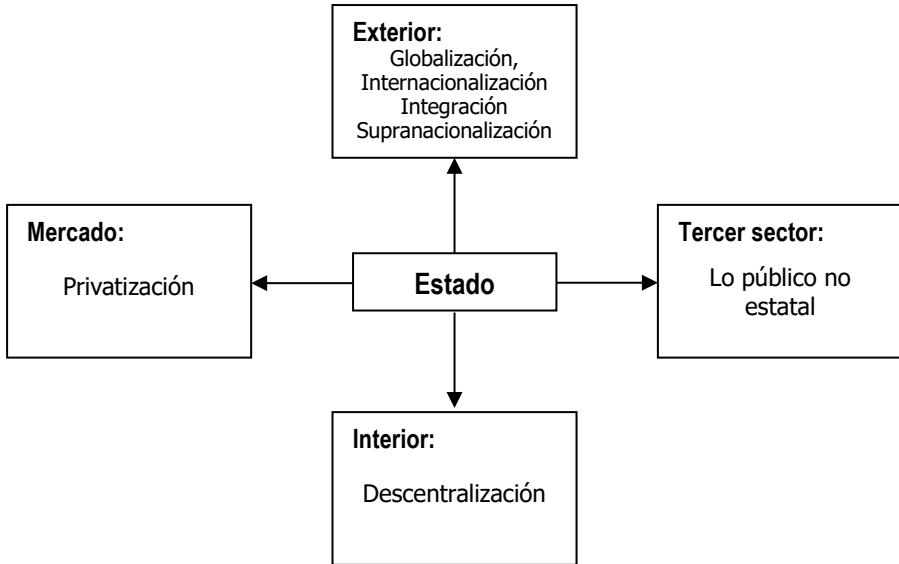 Exterior:
Globalización,
Internacionalización
Integración
Supranacionalización
Mercado:
Privatización
Estado
Tercer sector:
Lo público no
estatal
Interior:
Descentralización